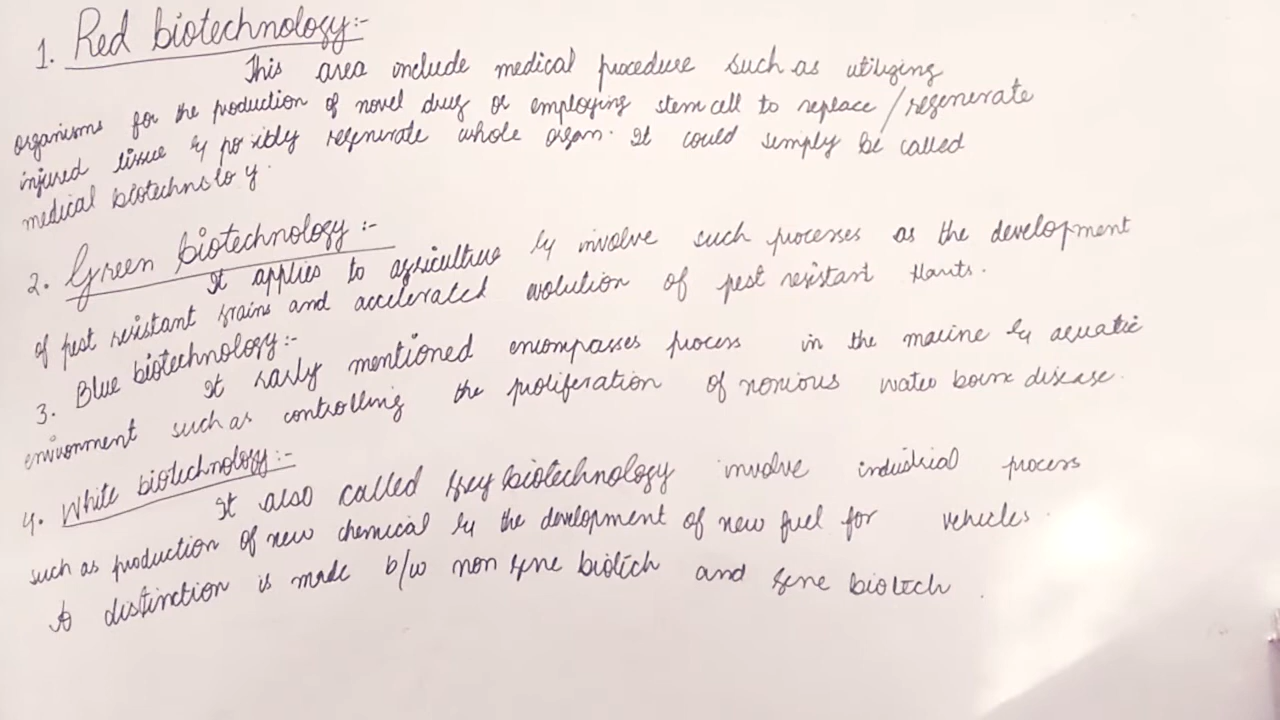 1. Red biotechnology:-
This area include medical procedure such as utilizing
organisms for the production of novel drug or employing stem cell to replace/regenerate
injured tissue & possibly regenerate whole organ. It could simply be called
medical biotechnology.
2. Green biotechnology:-
It applies to agriculture & involve such processes as the development
of pest resistant grains and accelerated evolution of pest resistant plants.
3. Blue biotechnology:-
It rarly mentioned encompasses process in the marine & aquatic
environment such as controlling the proliferation of noxious water borne disease.
4. White biotechnology:-
It also called grey biotechnology involve industrial process
such as production of new chemical & the development of new fuel for vehicles.
A distinction is made b/w non gene biotech and gene biotech.